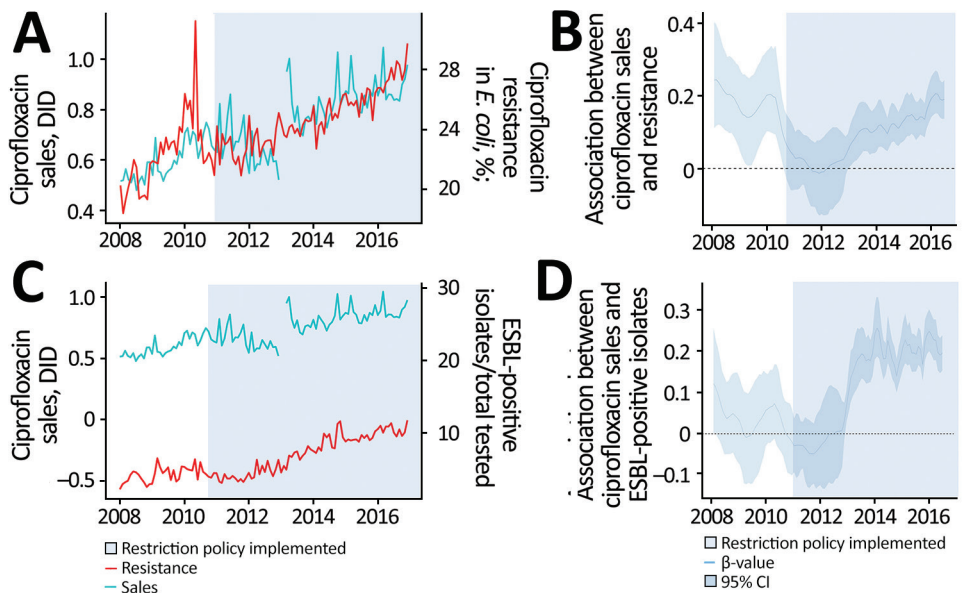 A
Ciprofloxacin
sales, DID
1.0
0.8
0.6
0.4
28
24
20
Ciprofloxacin
resistance
in E. coli, %;
2008 2010 2012 2014 2016
B
Association between
ciprofloxacin sales
and resistance
0.4
0.2
0
2008 2010 2012 2014 2016
C
Ciprofloxacin
sales, DID
1.0
0.5
0
−0.5
30
20
10
ESBL-positive
isolates/total tested
2008 2010 2012 2014 2016
Restriction policy implemented
Resistance
Sales
D
Association between
ciprofloxacin sales and
ESBL-positive isolates
0.3
0.2
0.1
0
−0.1
2008 2010 2012 2014 2016
Restriction policy implemented
β-value
95% CI